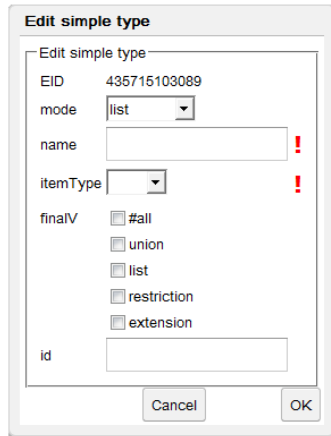 Edit simple type
Edit simple type
EID 435715103089
mode list
name !
itemType !
finalV #all
union
list
restriction
extension
id
Cancel OK